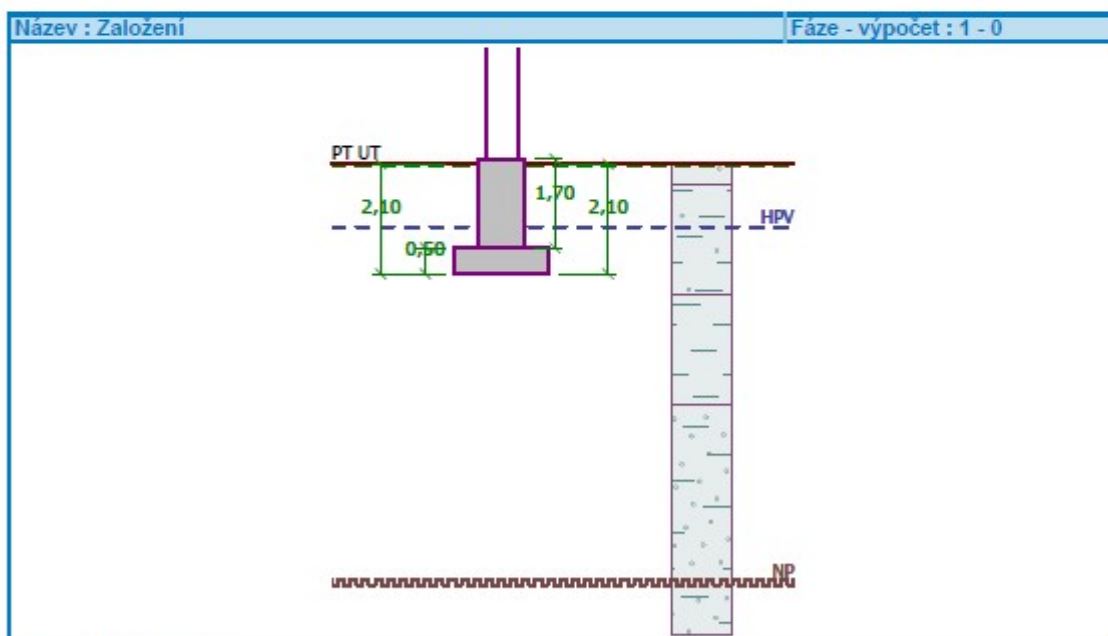 Název : Založení
Fáze - výpočet : 1 - 0
PT UT
2,10
1,70
2,10
HPV
0,50
NP